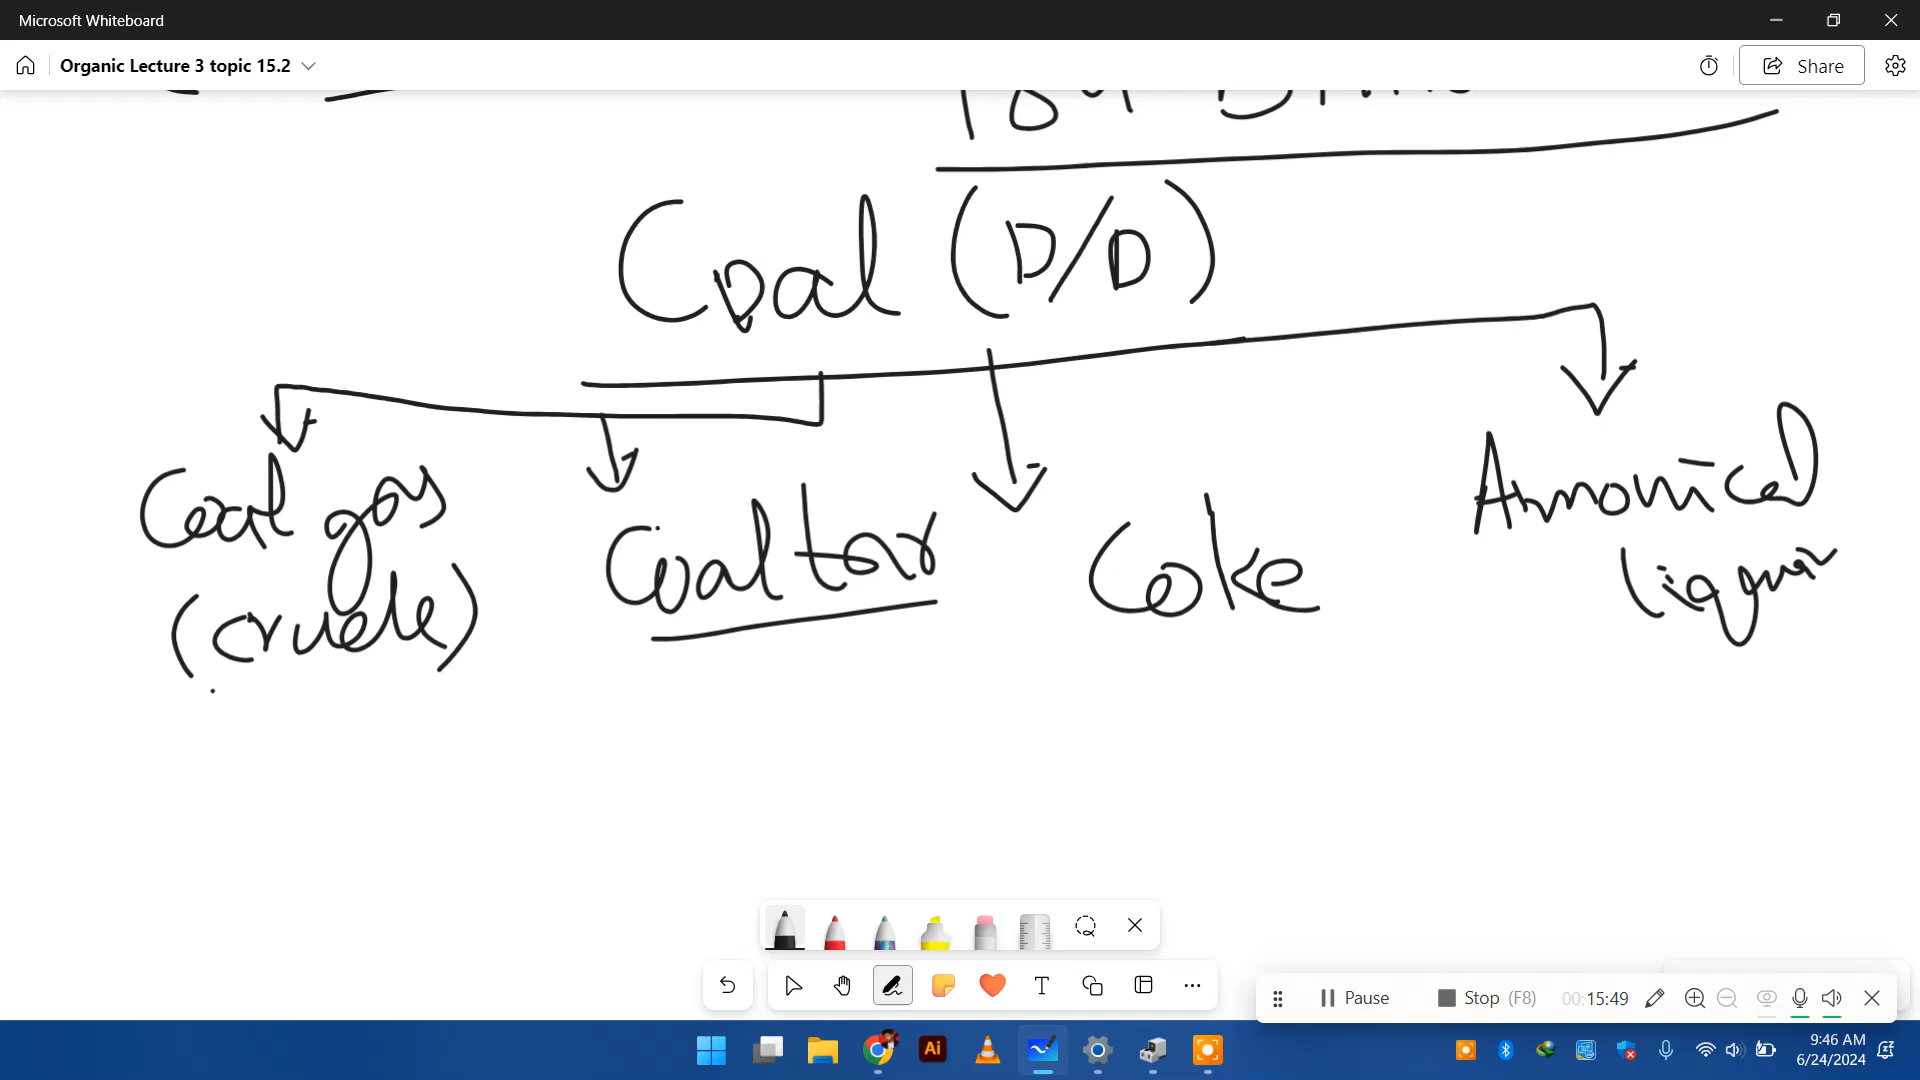 Microsoft Whiteboard
Organic Lecture 3 topic 15.2
Share
Coal (D/D)
Coal gas
(crude)
Coal tar
Coke
Ammonical
liquor
Pause
Stop (F8)
00:15:49
Ai
9:46 AM
6/24/2024